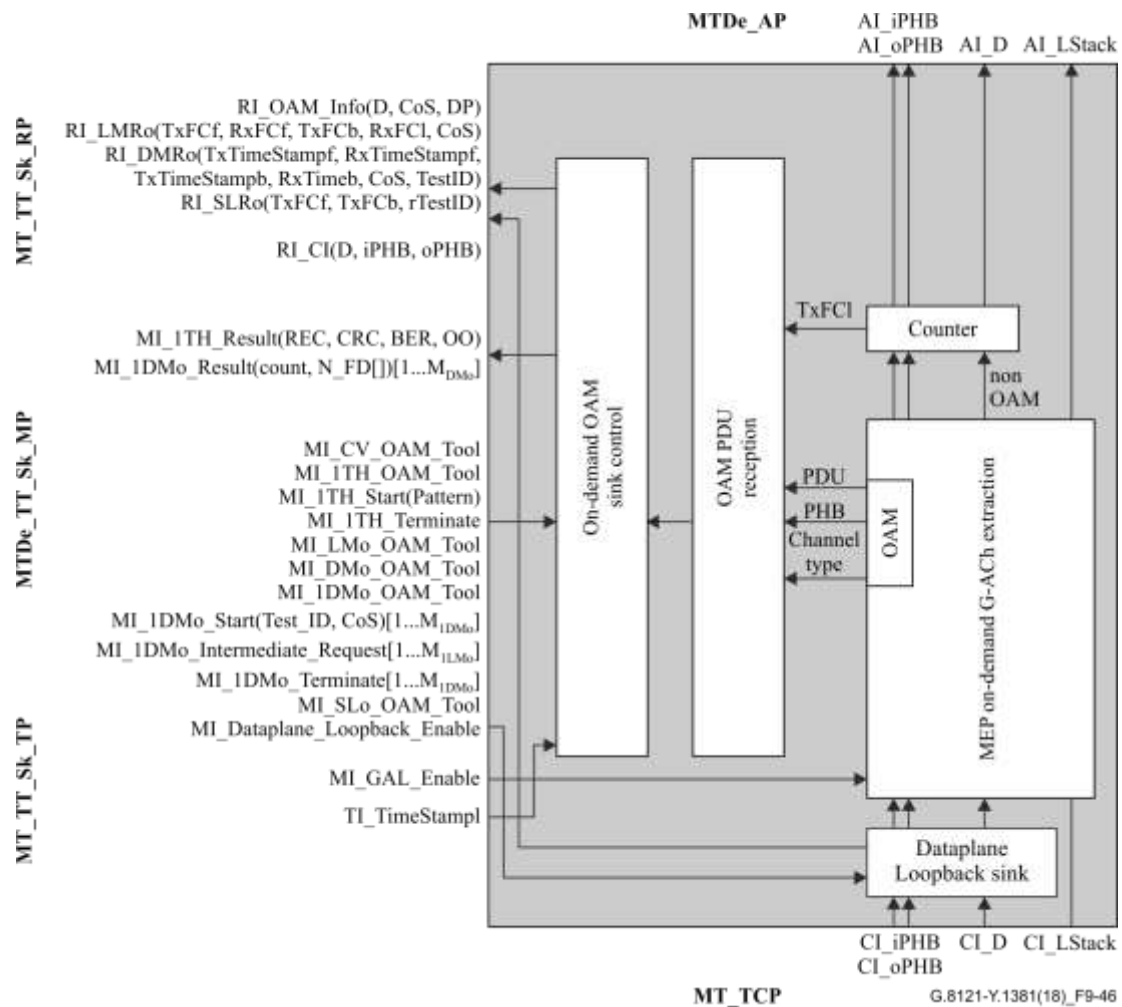 MTDe_AP
AI_iPHB
AI_oPHB AI_D AI_LStack
MT_TT_Sk_RP
RI_OAM_Info(D, CoS, DP)
RI_LMRo(TxFCf, RxFCf, TxFCb, RxFCl, CoS)
RI_DMRo(TxTimeStampf, RxTimeStampf,
TxTimeStampb, RxTimeb, CoS, TestID)
RI_SLRo(TxFCf, TxFCb, rTestID)
RI_CI(D, iPHB, oPHB)
MTDe_TT_Sk_MP
MI_1TH_Result(REC, CRC, BER, OO)
MI_1DMo_Result(count, N_FD[])[1...M_DMo]
MI_CV_OAM_Tool
MI_1TH_OAM_Tool
MI_1TH_Start(Pattern)
MI_1TH_Terminate
MI_LMo_OAM_Tool
MI_DMo_OAM_Tool
MI_1DMo_OAM_Tool
MI_1DMo_Start(Test_ID, CoS)[1...M_1DMo]
MI_1DMo_Intermediate_Request[1...M_1LMo]
MI_1DMo_Terminate[1...M_1DMo]
MI_SLo_OAM_Tool
MI_Dataplane_Loopback_Enable
MT_TT_Sk_TP
MI_GAL_Enable
TI_TimeStampl
On-demand OAM
sink control
OAM PDU
reception
TxFCl
Counter
non
OAM
PDU
PHB
Channel
type
OAM
MEP on-demand G-ACh extraction
Dataplane
Loopback sink
CI_iPHB CI_D CI_LStack
CI_oPHB
MT_TCP
G.8121-Y.1381(18)_F9-46